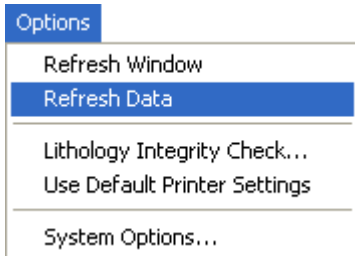 Options
Refresh Window
Refresh Data
Lithology Integrity Check...
Use Default Printer Settings
System Options...